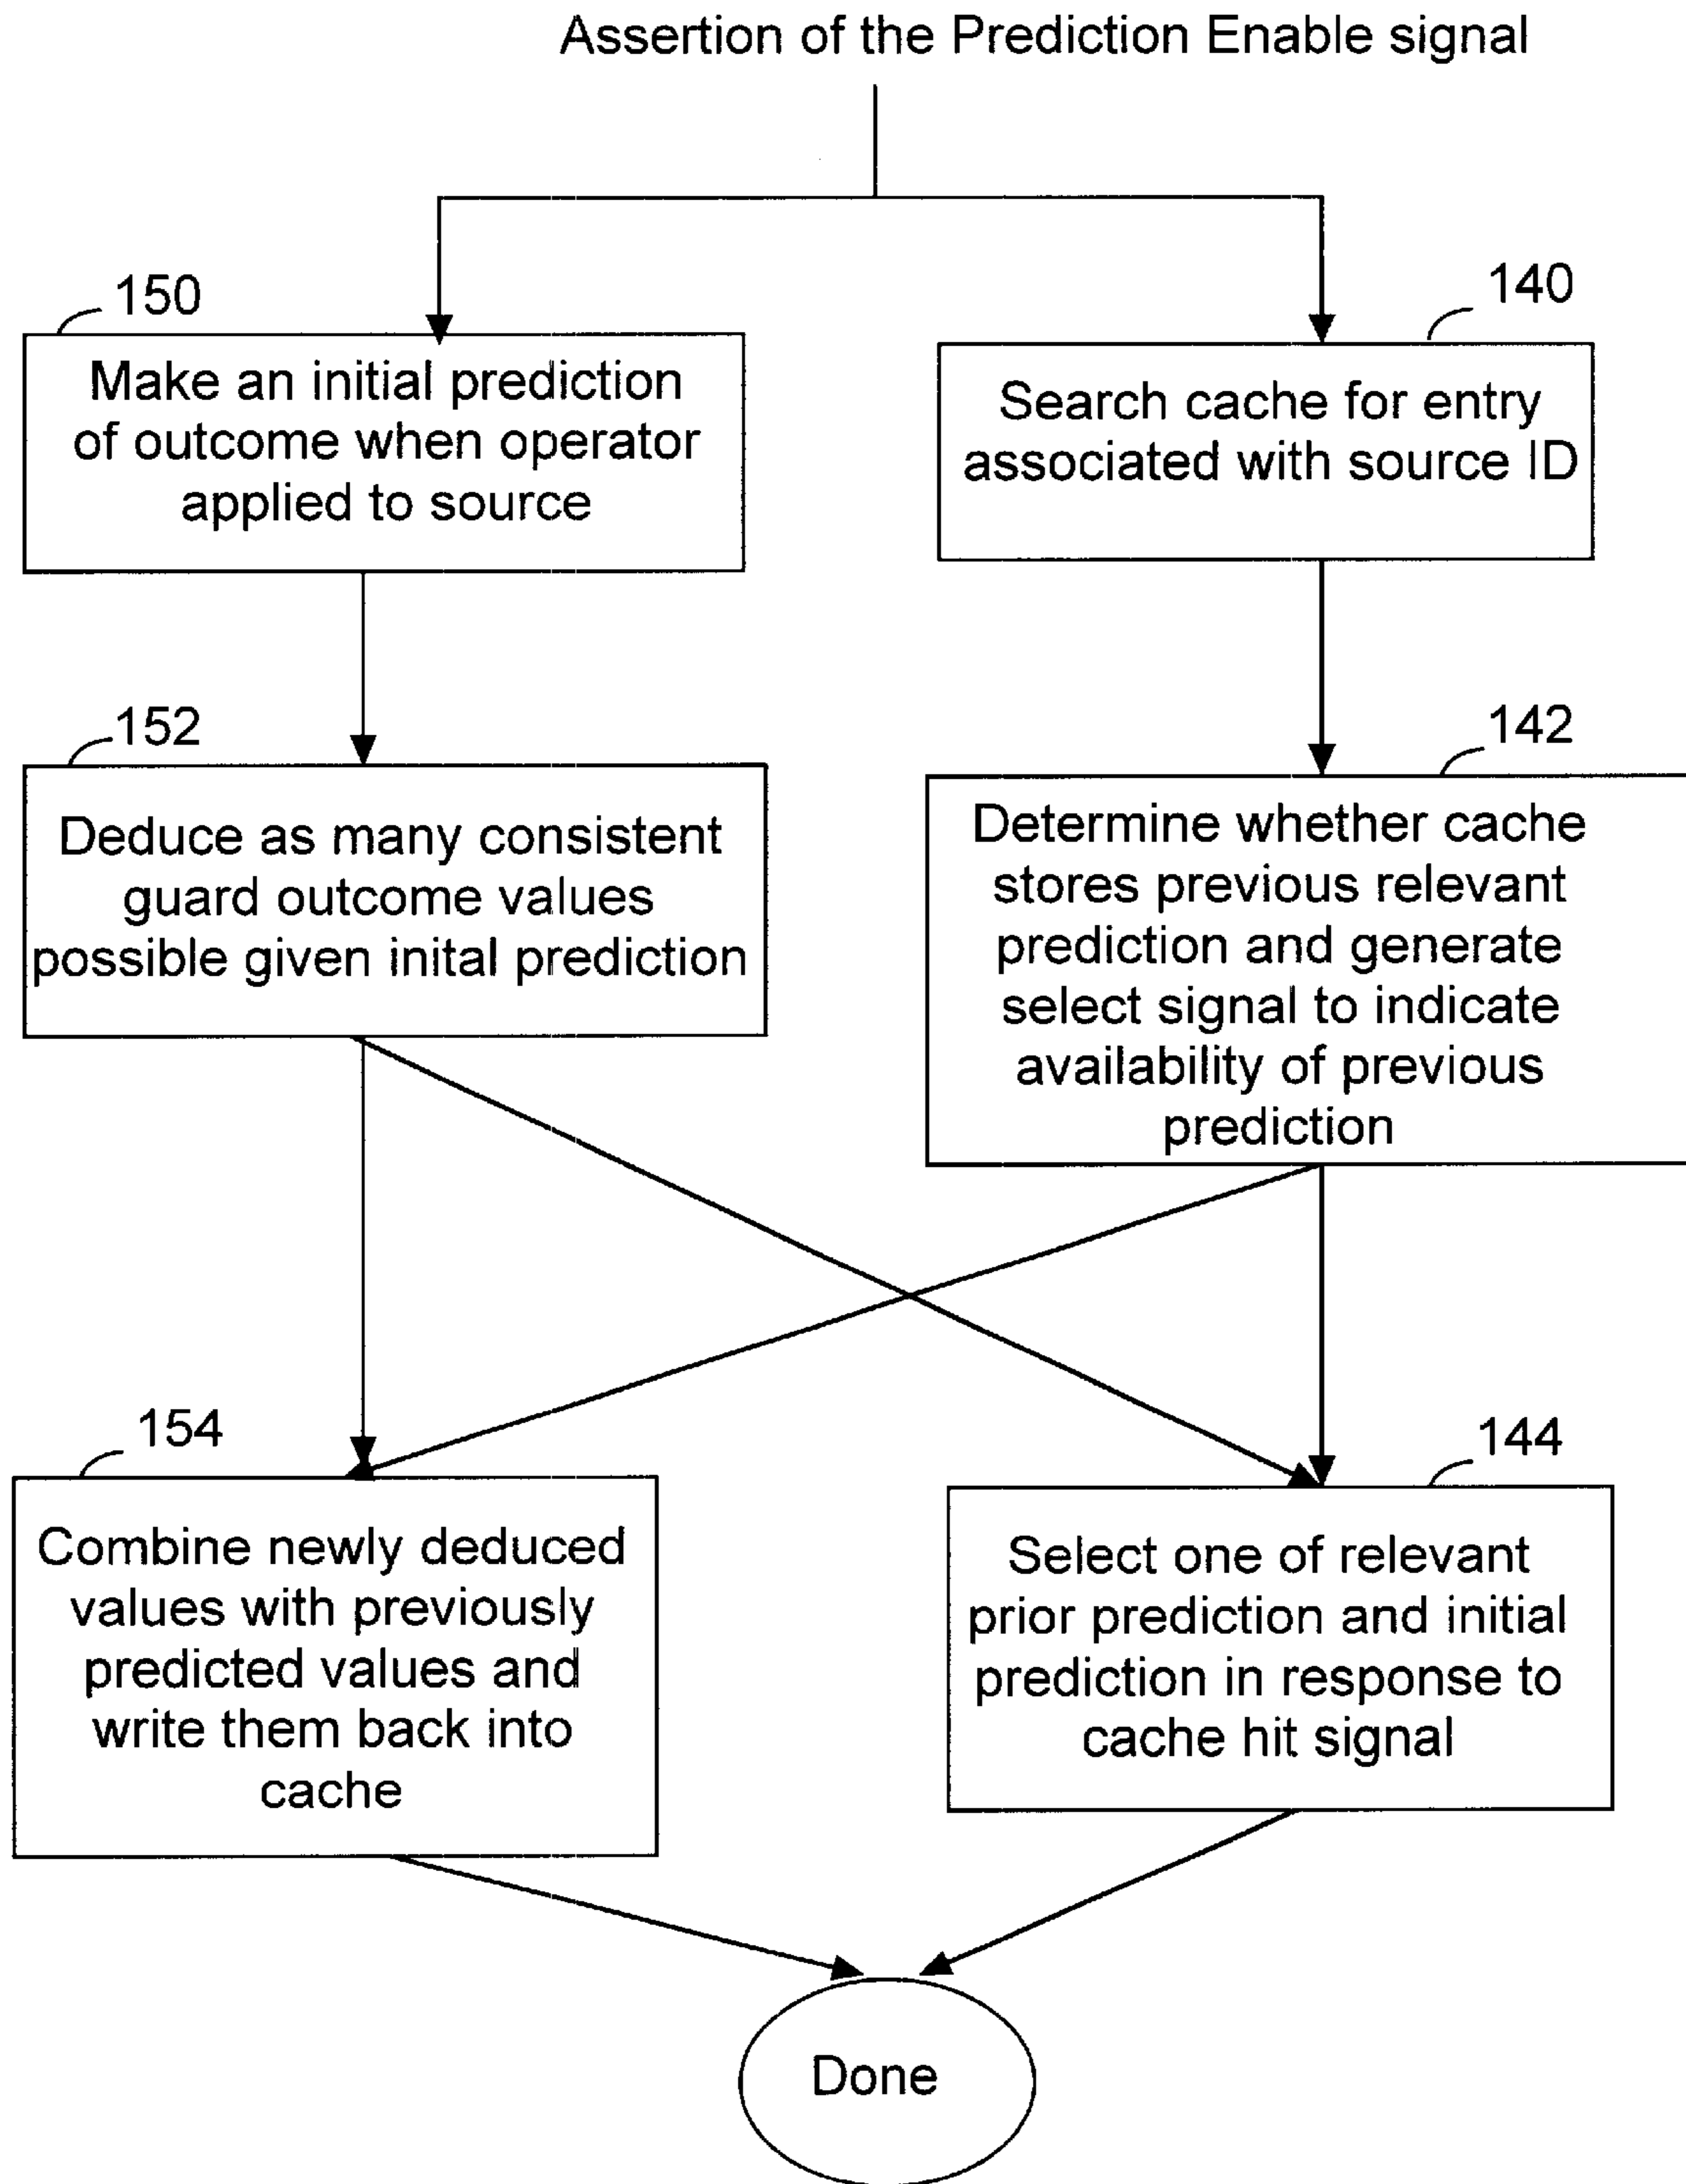 Assertion of the Prediction Enable signal
150
Make an initial prediction
of outcome when operator
applied to source
140
Search cache for entry
associated with source ID
152
Deduce as many consistent
guard outcome values
possible given inital prediction
142
Determine whether cache
stores previous relevant
prediction and generate
select signal to indicate
availability of previous
prediction
154
Combine newly deduced
values with previously
predicted values and
write them back into
cache
144
Select one of relevant
prior prediction and initial
prediction in response to
cache hit signal
Done